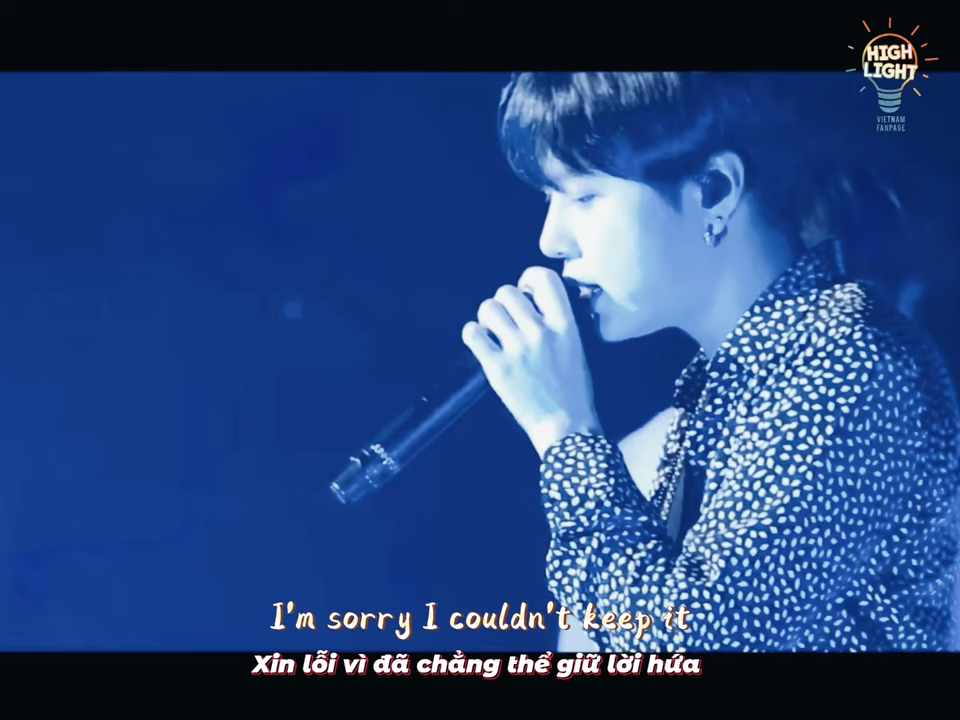 HIGH
LIGHT
VIETNAM
FANPAGE
I'm sorry I couldn't keep it
Xin lỗi vì đã chẳng thể giữ lời hứa